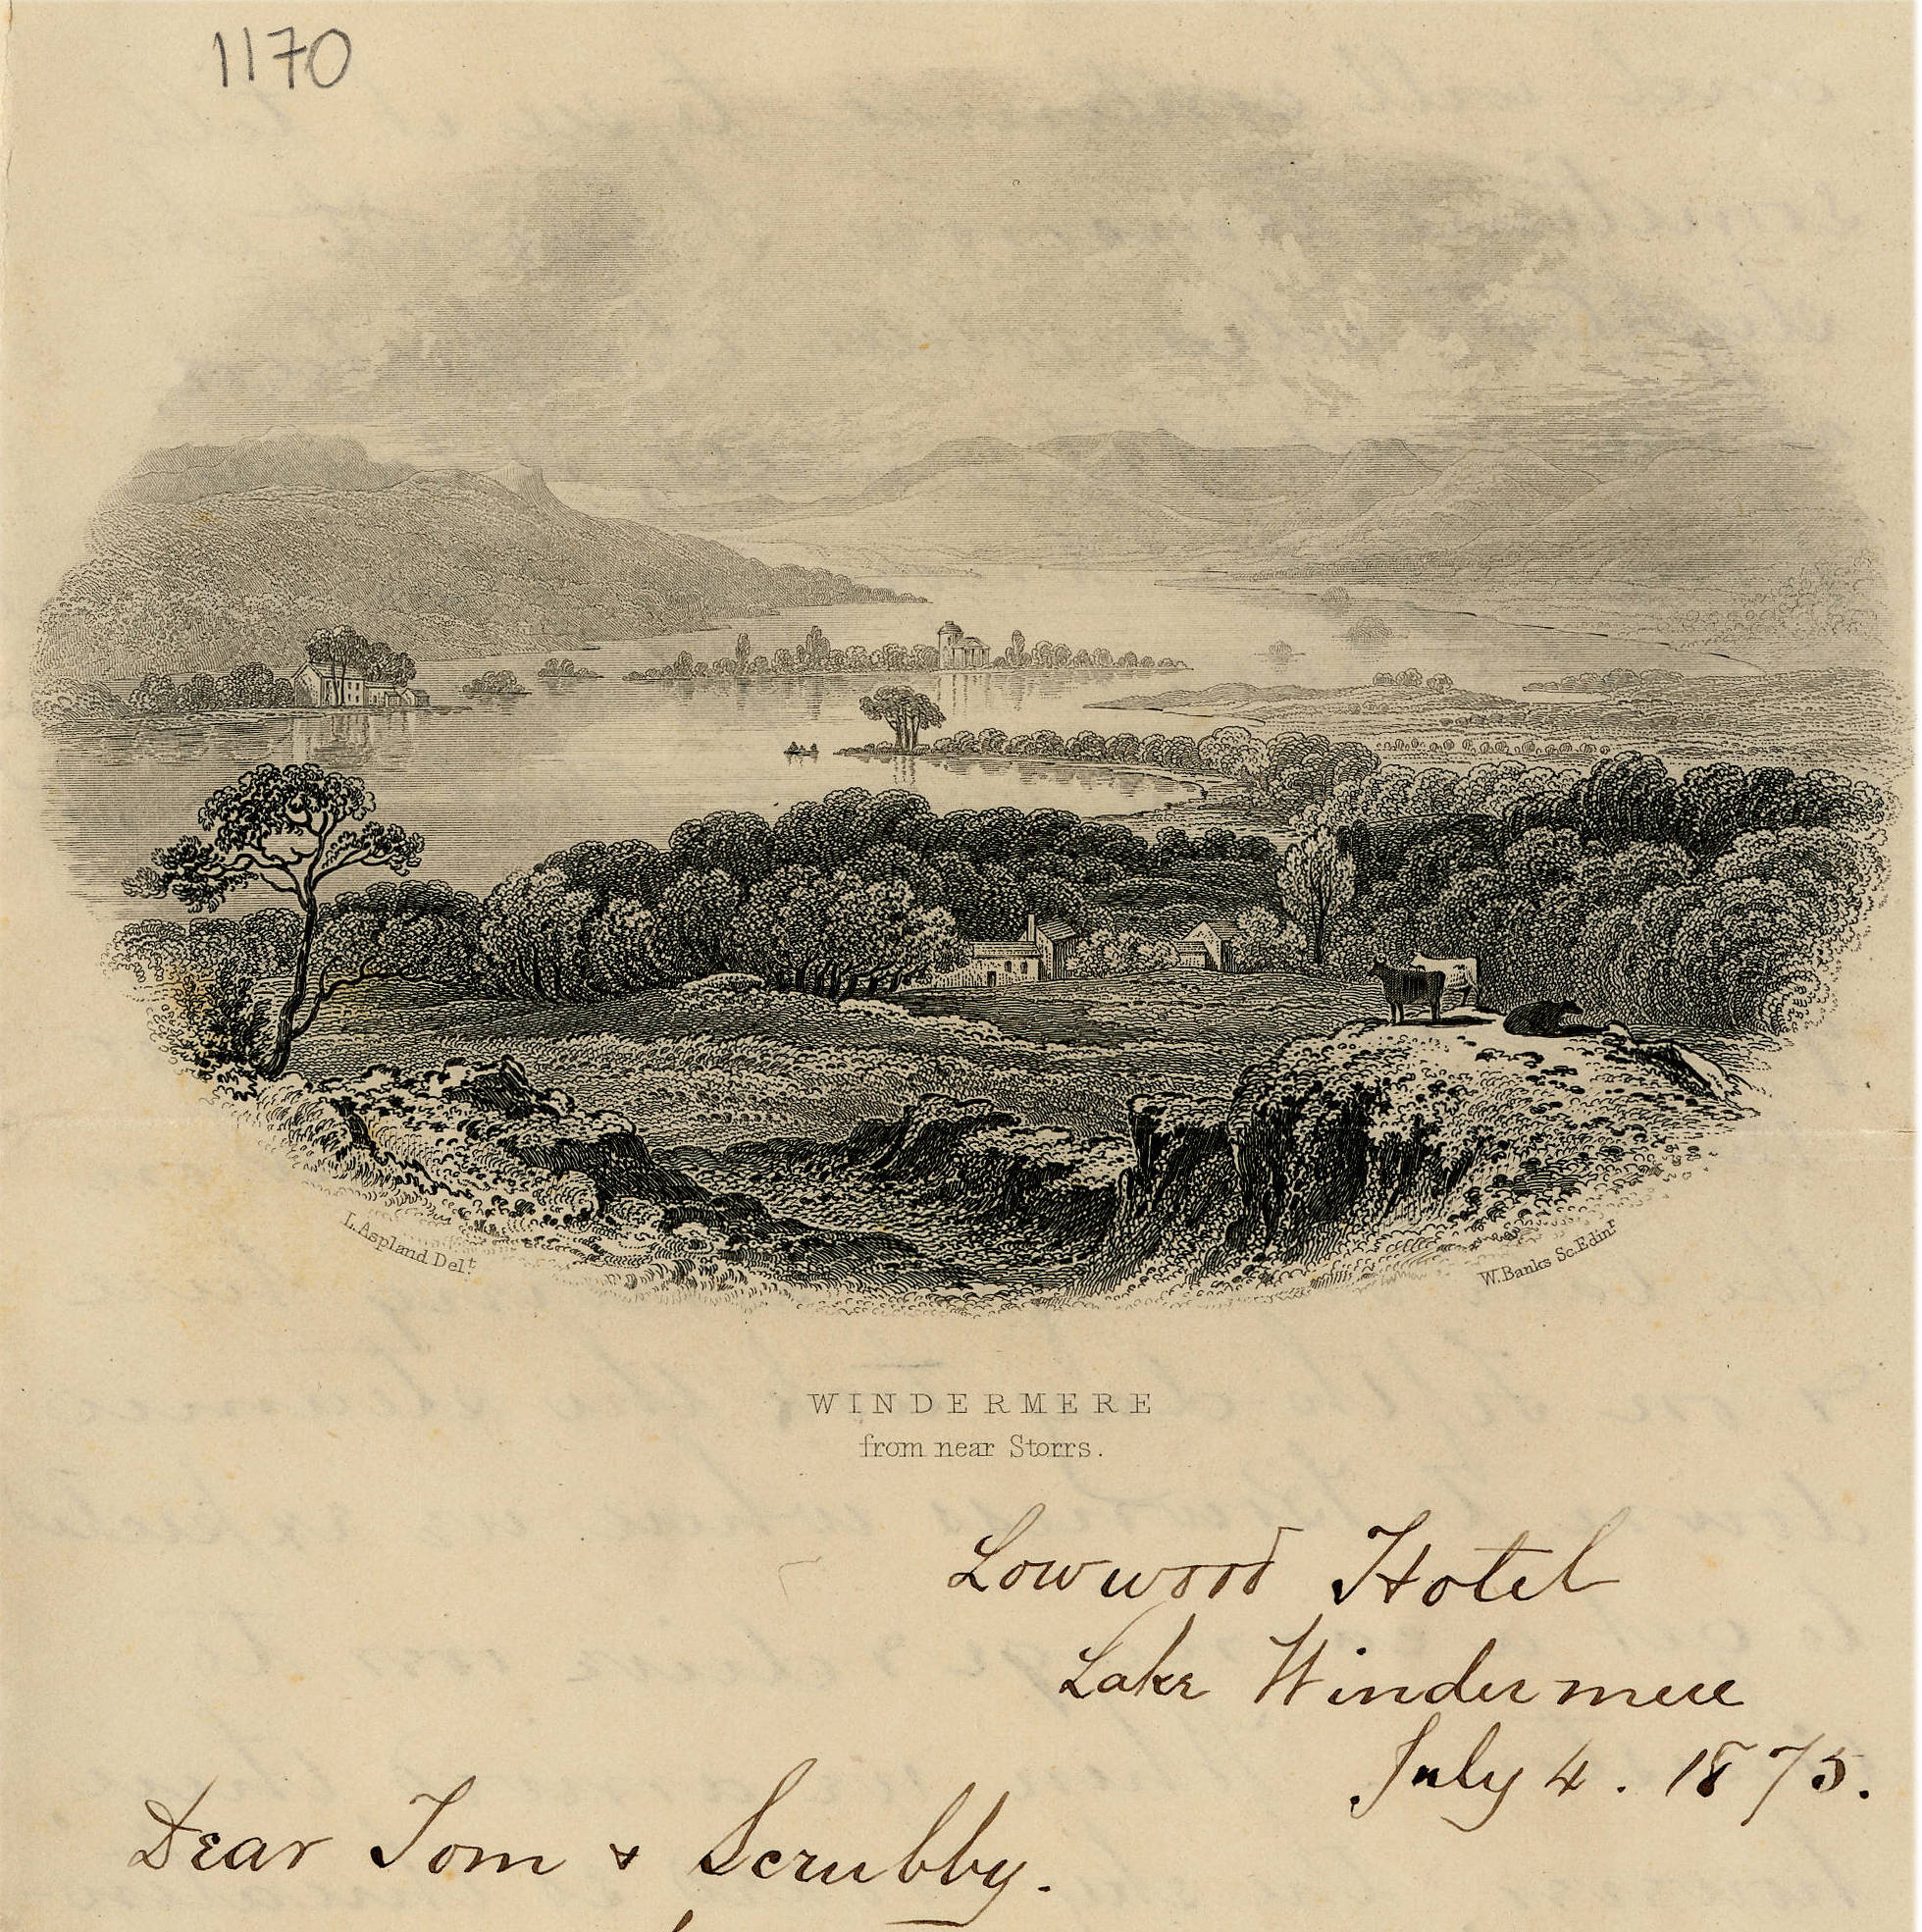 1170
L. Aspland Delt.
W. Banks Sc. Edinr
WINDERMERE
from near Storrs.
Lowwood Hotel
Lake Windermere
July 4. 1875.
Dear Tom & Scrubby.